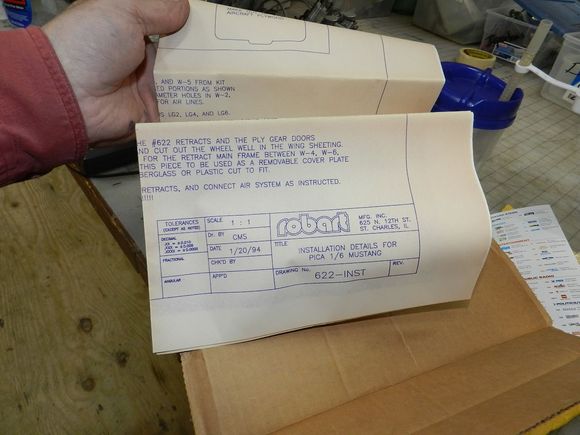 AIRCRAFT PLYWOOD
, AND W-5 FROM KIT
ED PORTIONS AS SHOWN
AMETER HOLES IN W-2,
FOR AIR LINES.
S LG2, LG4, AND LG6.
HE #622 RETRACTS AND THE PLY GEAR DOORS
ND CUT OUT THE WHEEL WELL IN THE WING SHEETING.
FOR THE RETRACT MAIN FRAME BETWEEN W-4, W-6,
THIS PIECE TO BE USED AS A REMOVABLE COVER PLATE
BERGLASS OR PLASTIC CUT TO FIT.
RETRACTS, AND CONNECT AIR SYSTEM AS INSTRUCTED.
!!!!
TOLERANCES
(EXCEPT AS NOTED)
DECIMAL
FRACTIONAL
ANGULAR
SCALE 1 : 1
DR. BY CMS
DATE 1/20/94
CHK'D BY
APP'D
robart
MFG. INC.
625 N. 12TH ST.
ST. CHARLES, IL
TITLE
INSTALLATION DETAILS FOR
PICA 1/6 MUSTANG
DRAWING No. 622-INST
REV.